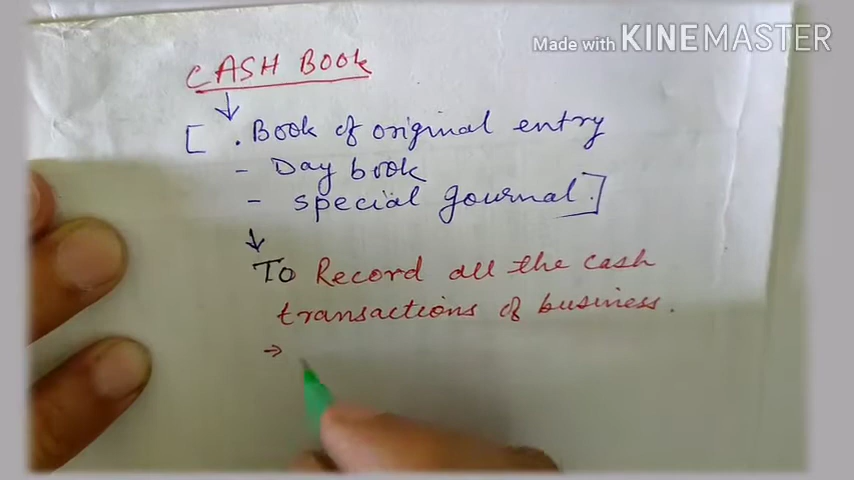 Made with KINEMASTER
CASH BOOK
↓
[ . Book of original entry
- Day book
- special journal.]
↓
To Record all the cash
transactions of business.
→